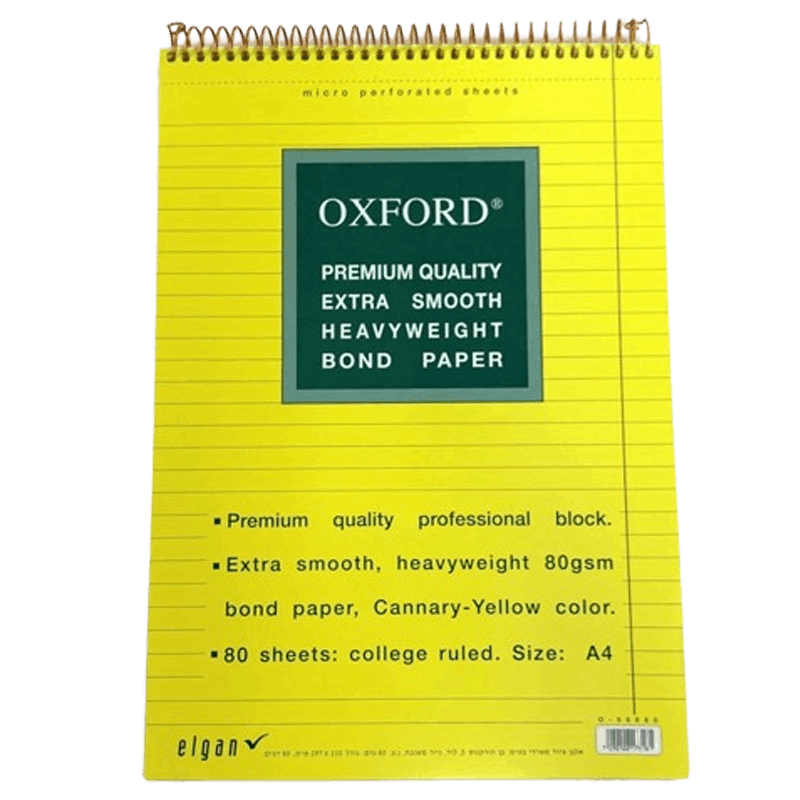 micro perforated sheets
OXFORD®
PREMIUM QUALITY
EXTRA SMOOTH
HEAVYWEIGHT
BOND PAPER
▪ Premium quality professional block.
▪ Extra smooth, heavyweight 80gsm
bond paper, Cannary-Yellow color.
▪ 80 sheets: college ruled. Size: A4
elgan